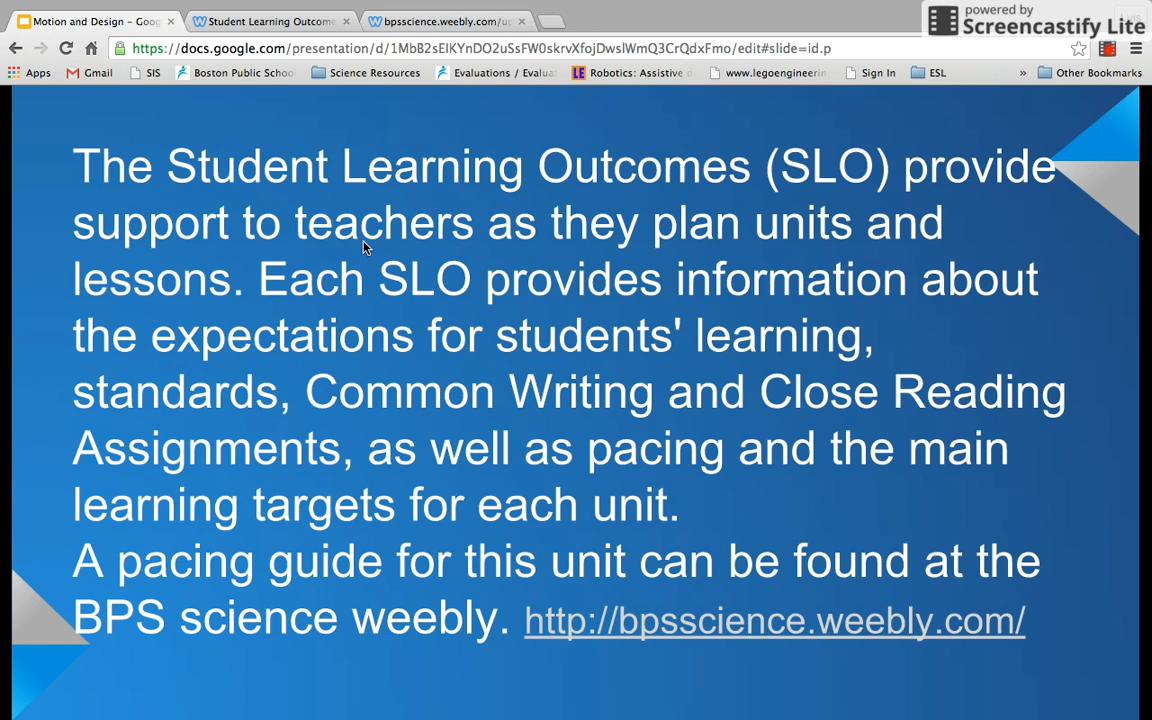 Motion and Design – Goog
Student Learning Outcome
bpsscience.weebly.com/up
powered by
Screencastify Lite
https://docs.google.com/presentation/d/1MbB2sElKYnDO2uSsFW0skrvXfojDwslWmQ3CrQdxFmo/edit#slide=id.p
Apps Gmail SIS Boston Public Schoo Science Resources Evaluations / Evalua Robotics: Assistive d www.legoengineerin Sign In ESL » Other Bookmarks
The Student Learning Outcomes (SLO) provide
support to teachers as they plan units and
lessons. Each SLO provides information about
the expectations for students' learning,
standards, Common Writing and Close Reading
Assignments, as well as pacing and the main
learning targets for each unit.
A pacing guide for this unit can be found at the
BPS science weebly. http://bpsscience.weebly.com/